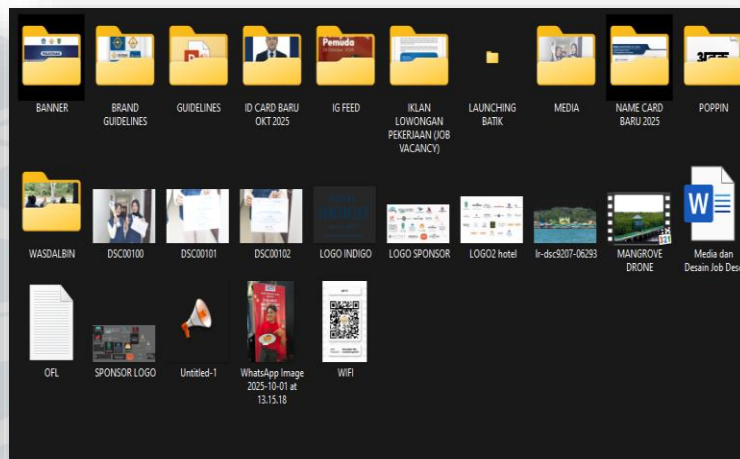 Pemuda
BANNER
BRAND
GUIDELINES
GUIDELINES
ID CARD BARU
OKT 2025
IG FEED
IKLAN
LOWONGAN
PEKERJAAN (JOB
VACANCY)
LAUNCHING
BATIK
MEDIA
NAME CARD
BARU 2025
POPPIN
W
WASDALBIN
DSC00100
DSC00101
DSC00102
LOGO INDIGO
LOGO SPONSOR
LOGO2 hotel
lr-dsc9207-06293
321
MANGROVE
DRONE
Media dan
Desain Job Desc
OFL
SPONSOR LOGO
Untitled-1
WhatsApp Image
2025-10-01 at
13.15.18
WIFI